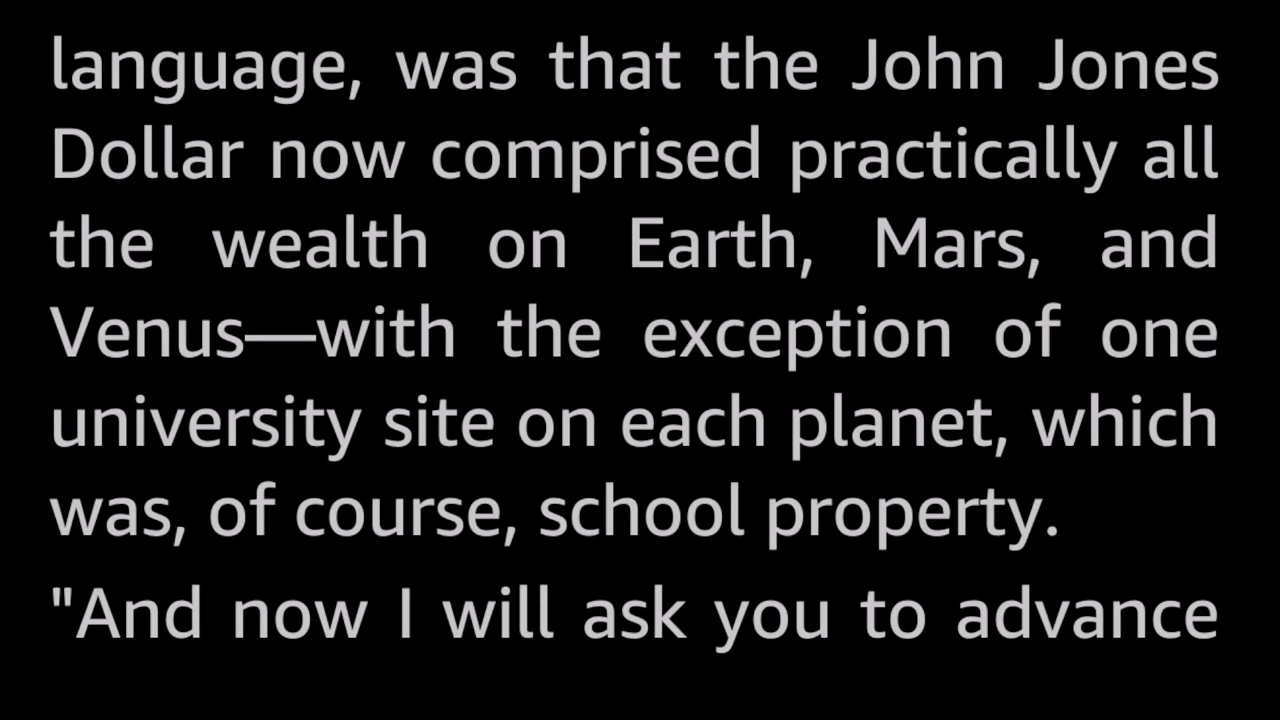 language, was that the John Jones
Dollar now comprised practically all
the wealth on Earth, Mars, and
Venus—with the exception of one
university site on each planet, which
was, of course, school property.
"And now I will ask you to advance